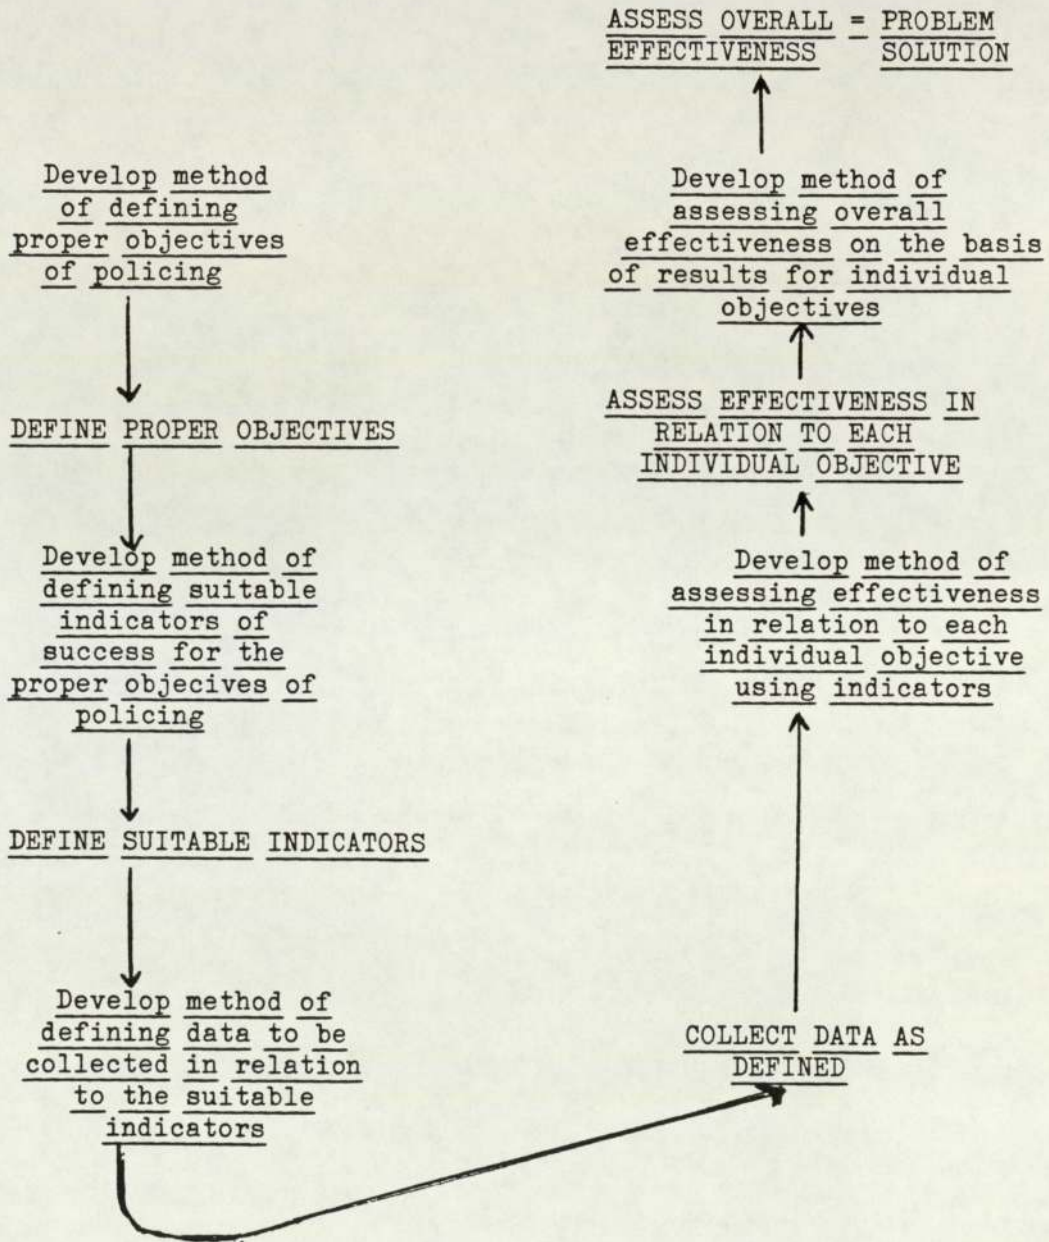 Develop method
of defining
proper objectives
of policing
DEFINE PROPER OBJECTIVES
Develop method of
defining suitable
indicators of
success for the
proper objecives of
policing
DEFINE SUITABLE INDICATORS
Develop method of
defining data to be
collected in relation
to the suitable
indicators
COLLECT DATA AS
DEFINED
Develop method of
assessing effectiveness
in relation to each
individual objective
using indicators
ASSESS EFFECTIVENESS IN
RELATION TO EACH
INDIVIDUAL OBJECTIVE
Develop method of
assessing overall
effectiveness on the basis
of results for individual
objectives
ASSESS OVERALL = PROBLEM
EFFECTIVENESS SOLUTION